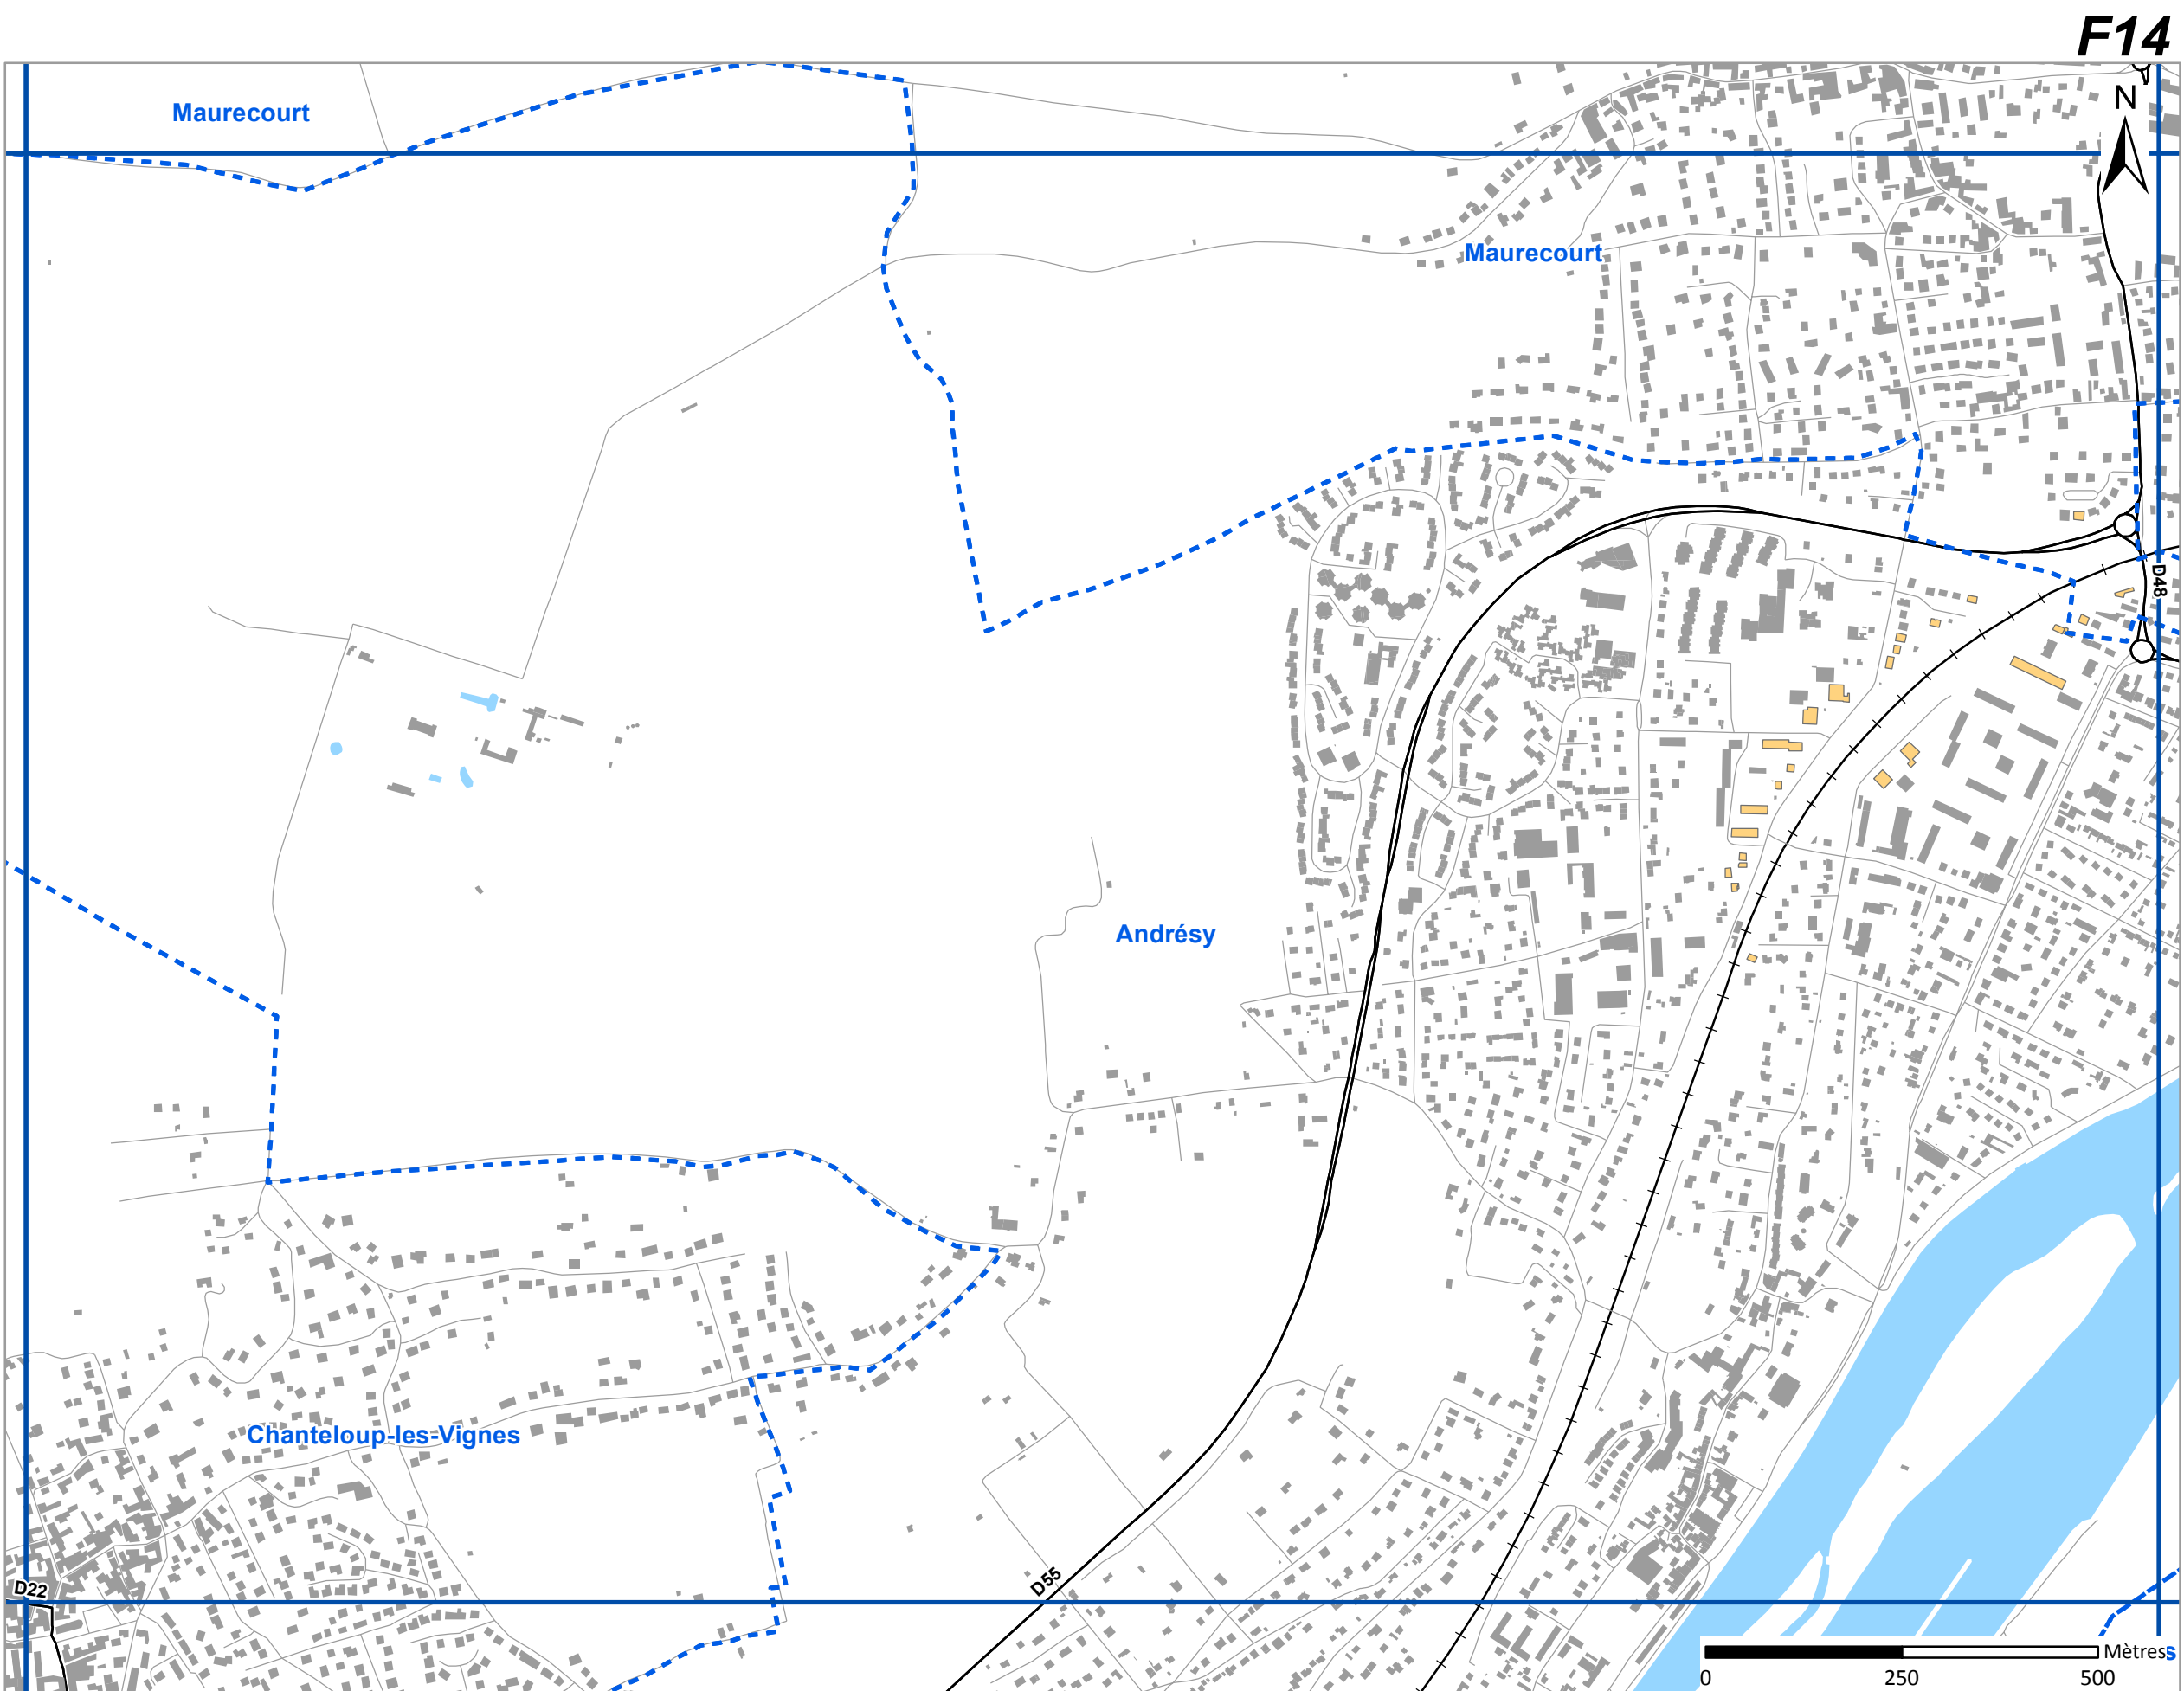 F14
N
Maurecourt
Maurecourt
D48
Andrésy
Chanteloup-les-Vignes
D22
D55
Mètres
s
0 250 500